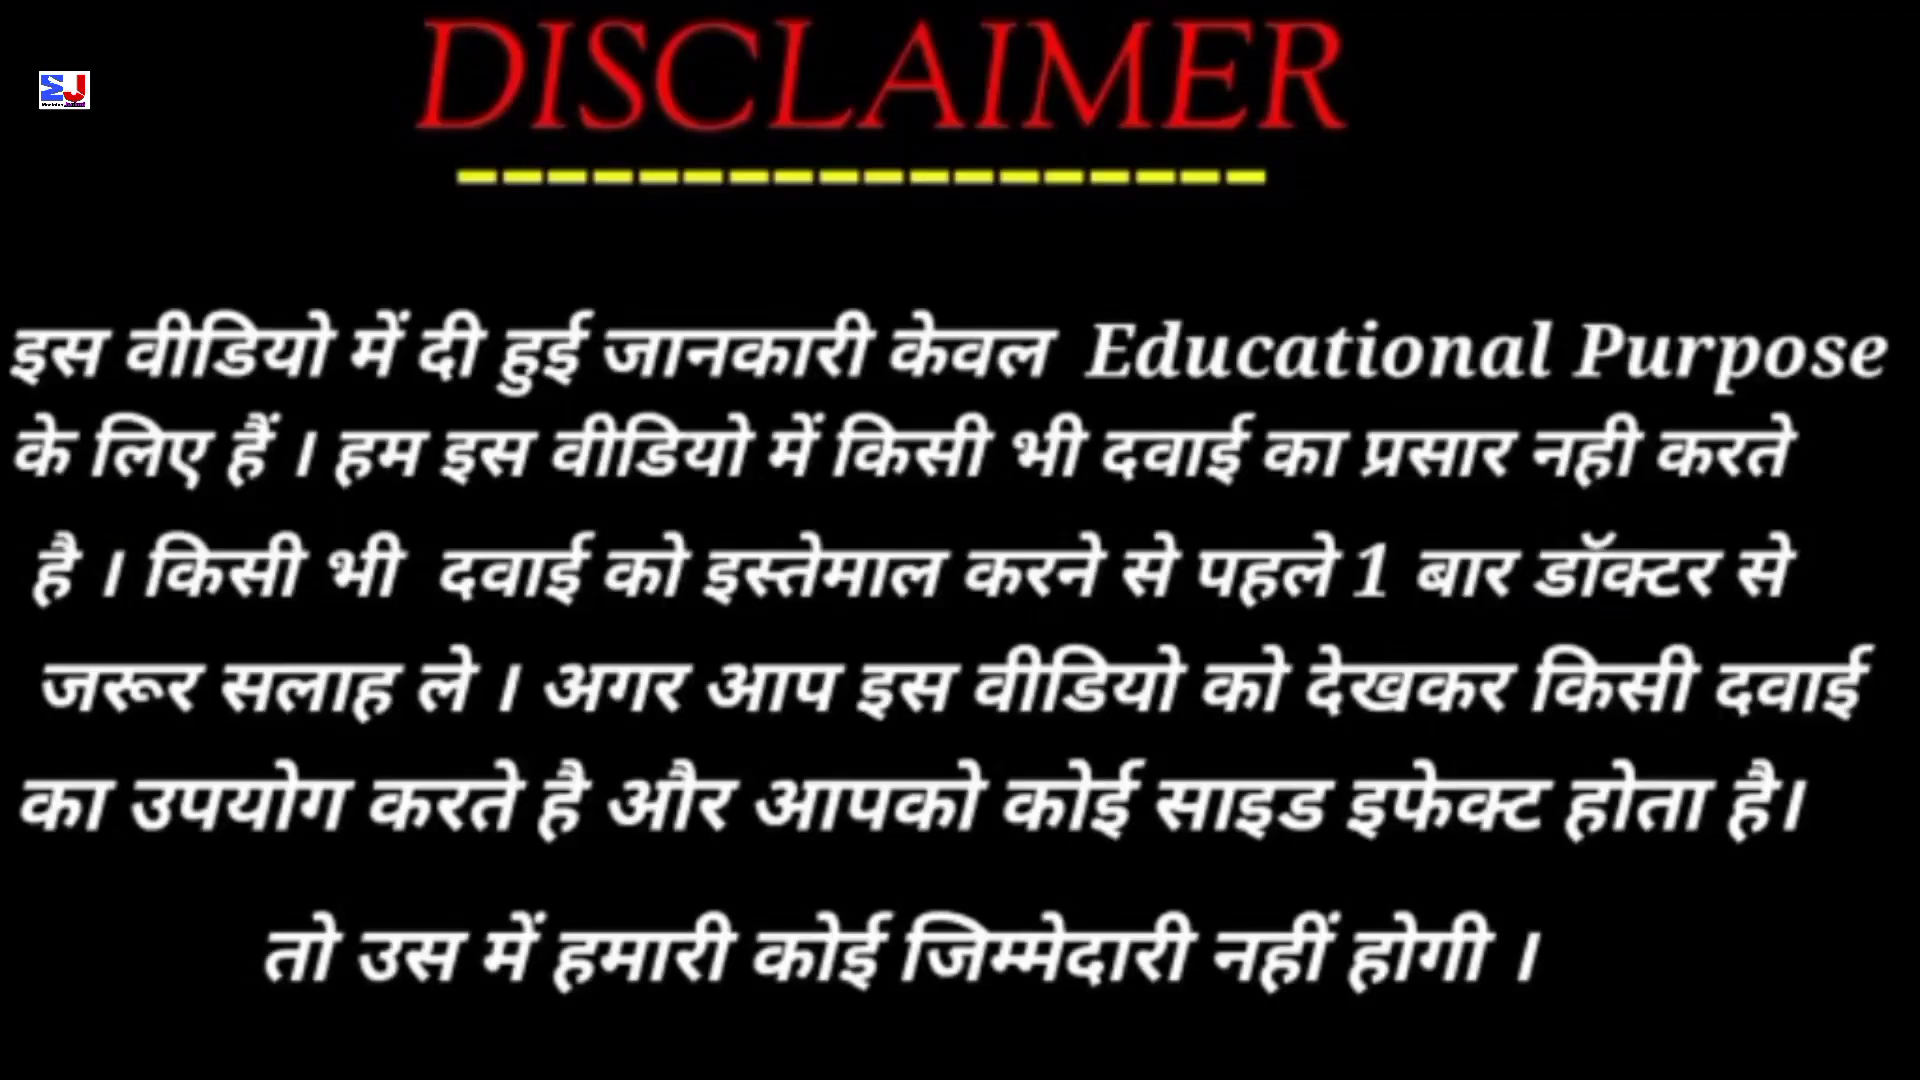 DISCLAIMER
इस वीडियो में दी हुई जानकारी केवल Educational Purpose
के लिए हैं । हम इस वीडियो में किसी भी दवाई का प्रसार नही करते
है । किसी भी दवाई को इस्तेमाल करने से पहले 1 बार डॉक्टर से
जरूर सलाह ले । अगर आप इस वीडियो को देखकर किसी दवाई
का उपयोग करते है और आपको कोई साइड इफेक्ट होता है।
तो उस में हमारी कोई जिम्मेदारी नहीं होगी ।